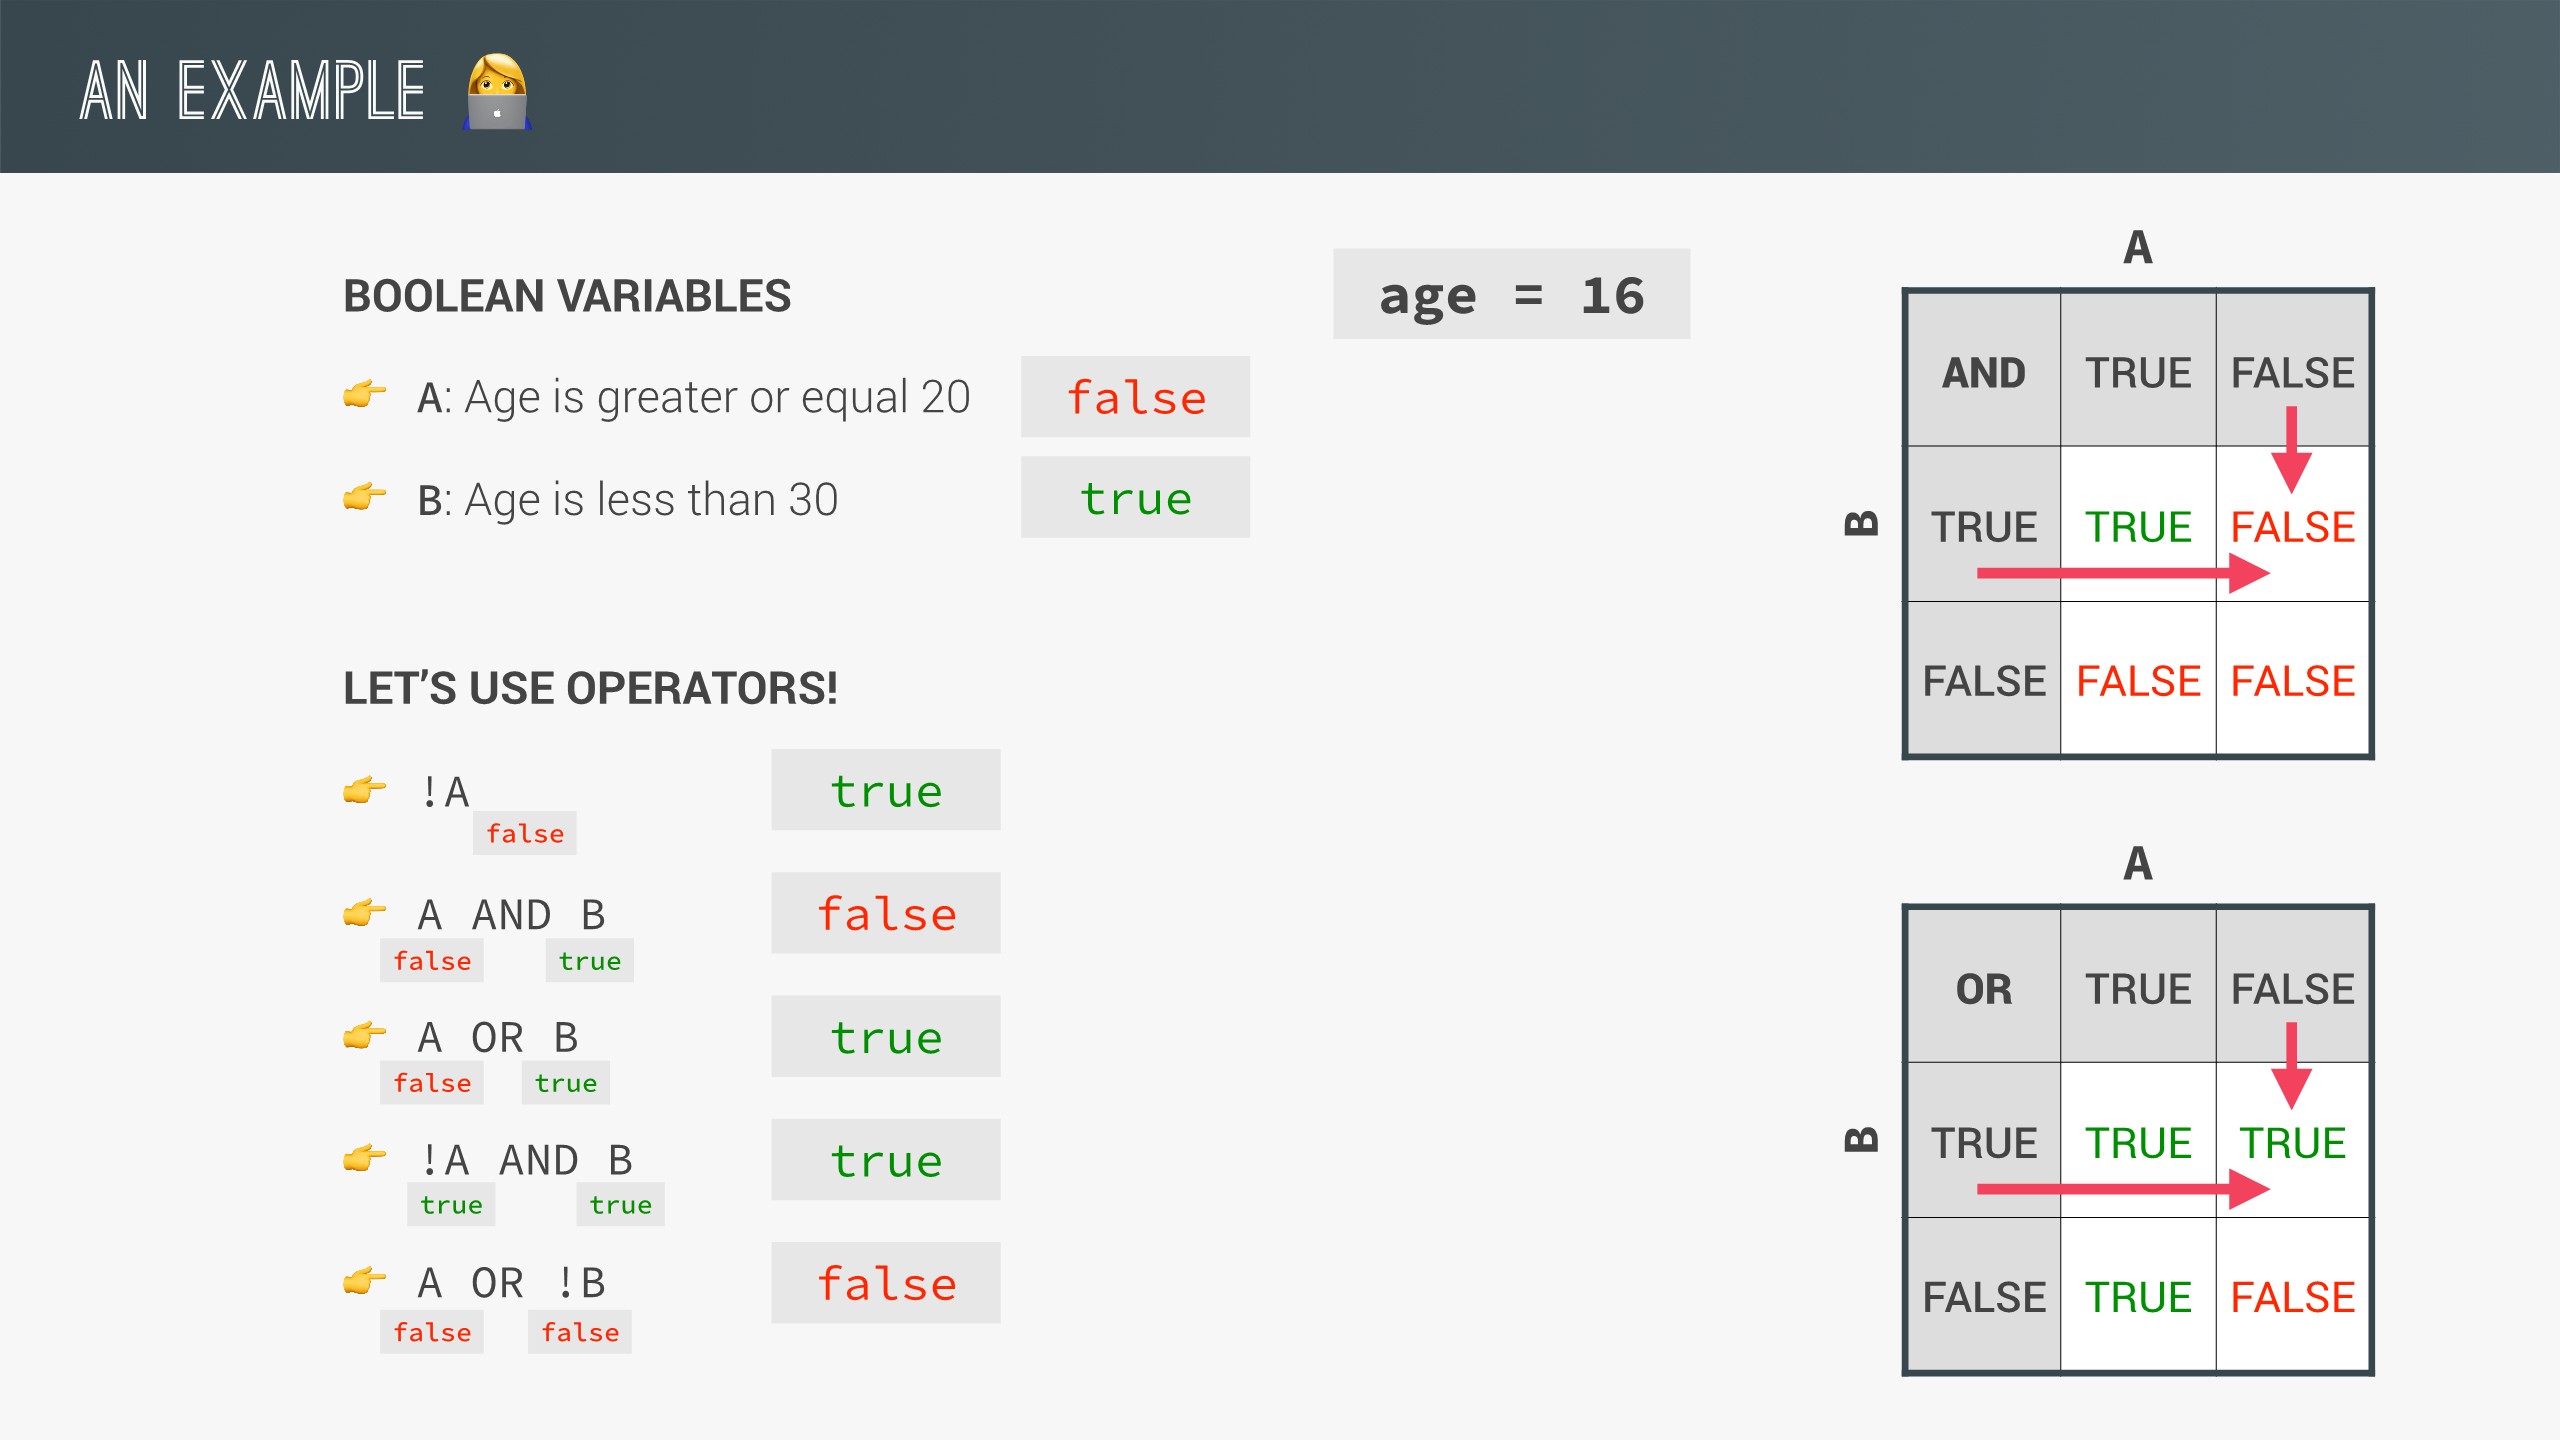 AN EXAMPLE
BOOLEAN VARIABLES
age = 16
A: Age is greater or equal 20 false
B: Age is less than 30 true
LET’S USE OPERATORS!
!A true
false
A AND B false
false true
A OR B true
false true
!A AND B true
true true
A OR !B false
false false
A
AND TRUE FALSE
B
TRUE TRUE FALSE
FALSE FALSE FALSE
A
OR TRUE FALSE
B
TRUE TRUE TRUE
FALSE TRUE FALSE